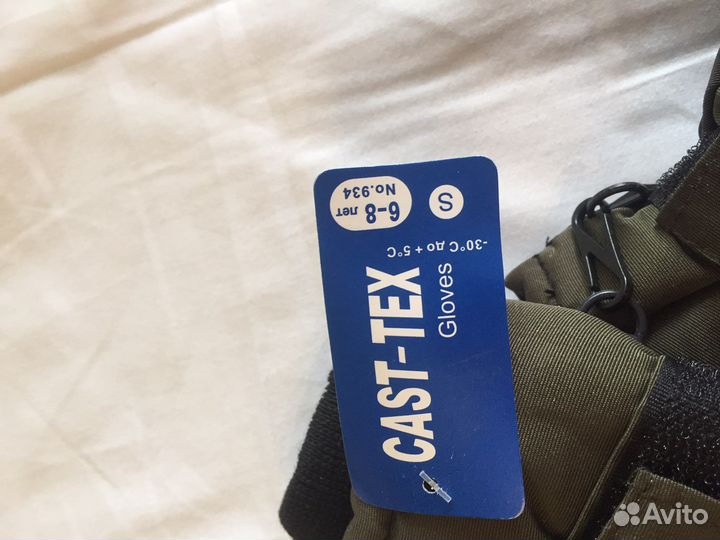 CAST-TEX
Gloves
-30°C до + 5°C
6-8 лет
No.934
S
Avito